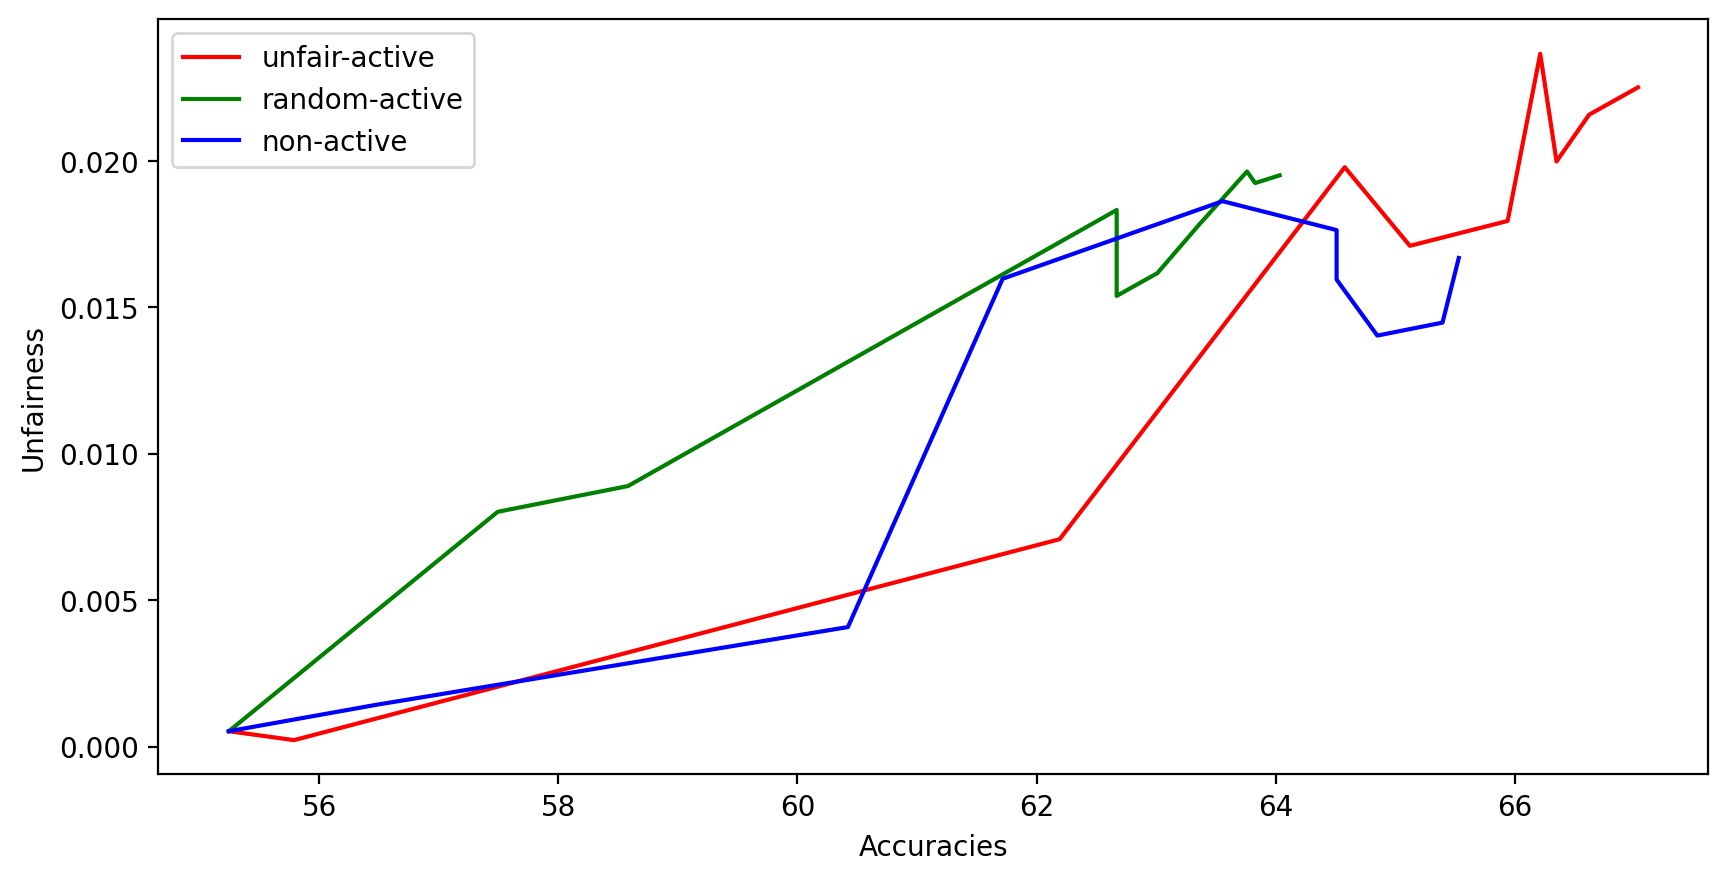 unfair-active
random-active
non-active
0.020
0.015
0.010
0.005
0.000
Unfairness
56 58 60 62 64 66
Accuracies